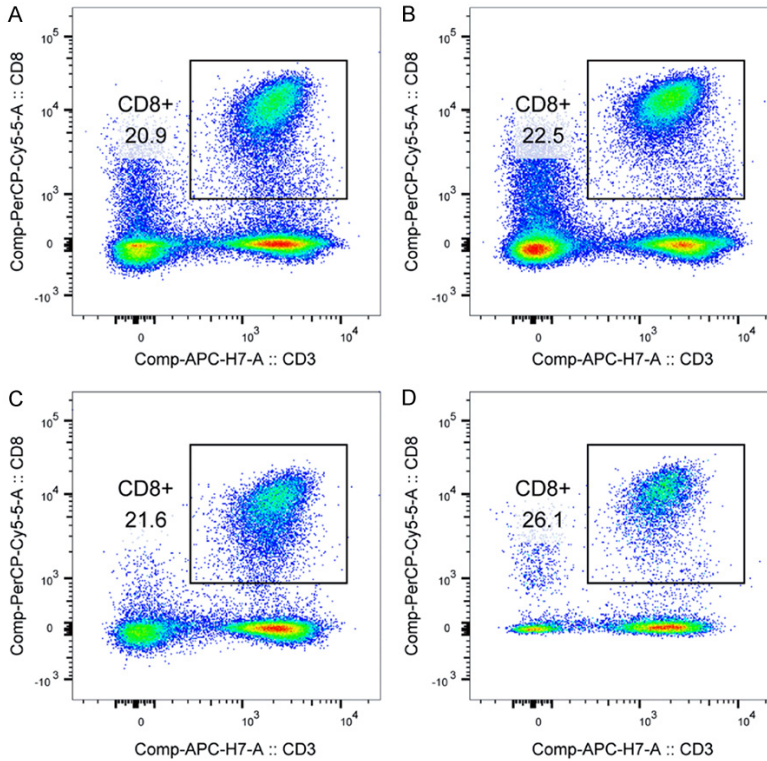 A
Comp-PerCP-Cy5-5-A :: CD8
10^5
10^4
10^3
0
-10^3
CD8+
20.9
0
10^3
10^4
Comp-APC-H7-A :: CD3
B
Comp-PerCP-Cy5-5-A :: CD8
10^5
10^4
10^3
0
-10^3
CD8+
22.5
0
10^3
10^4
Comp-APC-H7-A :: CD3
C
Comp-PerCP-Cy5-5-A :: CD8
10^5
10^4
10^3
0
-10^3
CD8+
21.6
0
10^3
10^4
Comp-APC-H7-A :: CD3
D
Comp-PerCP-Cy5-5-A :: CD8
10^5
10^4
10^3
0
-10^3
CD8+
26.1
0
10^3
10^4
Comp-APC-H7-A :: CD3